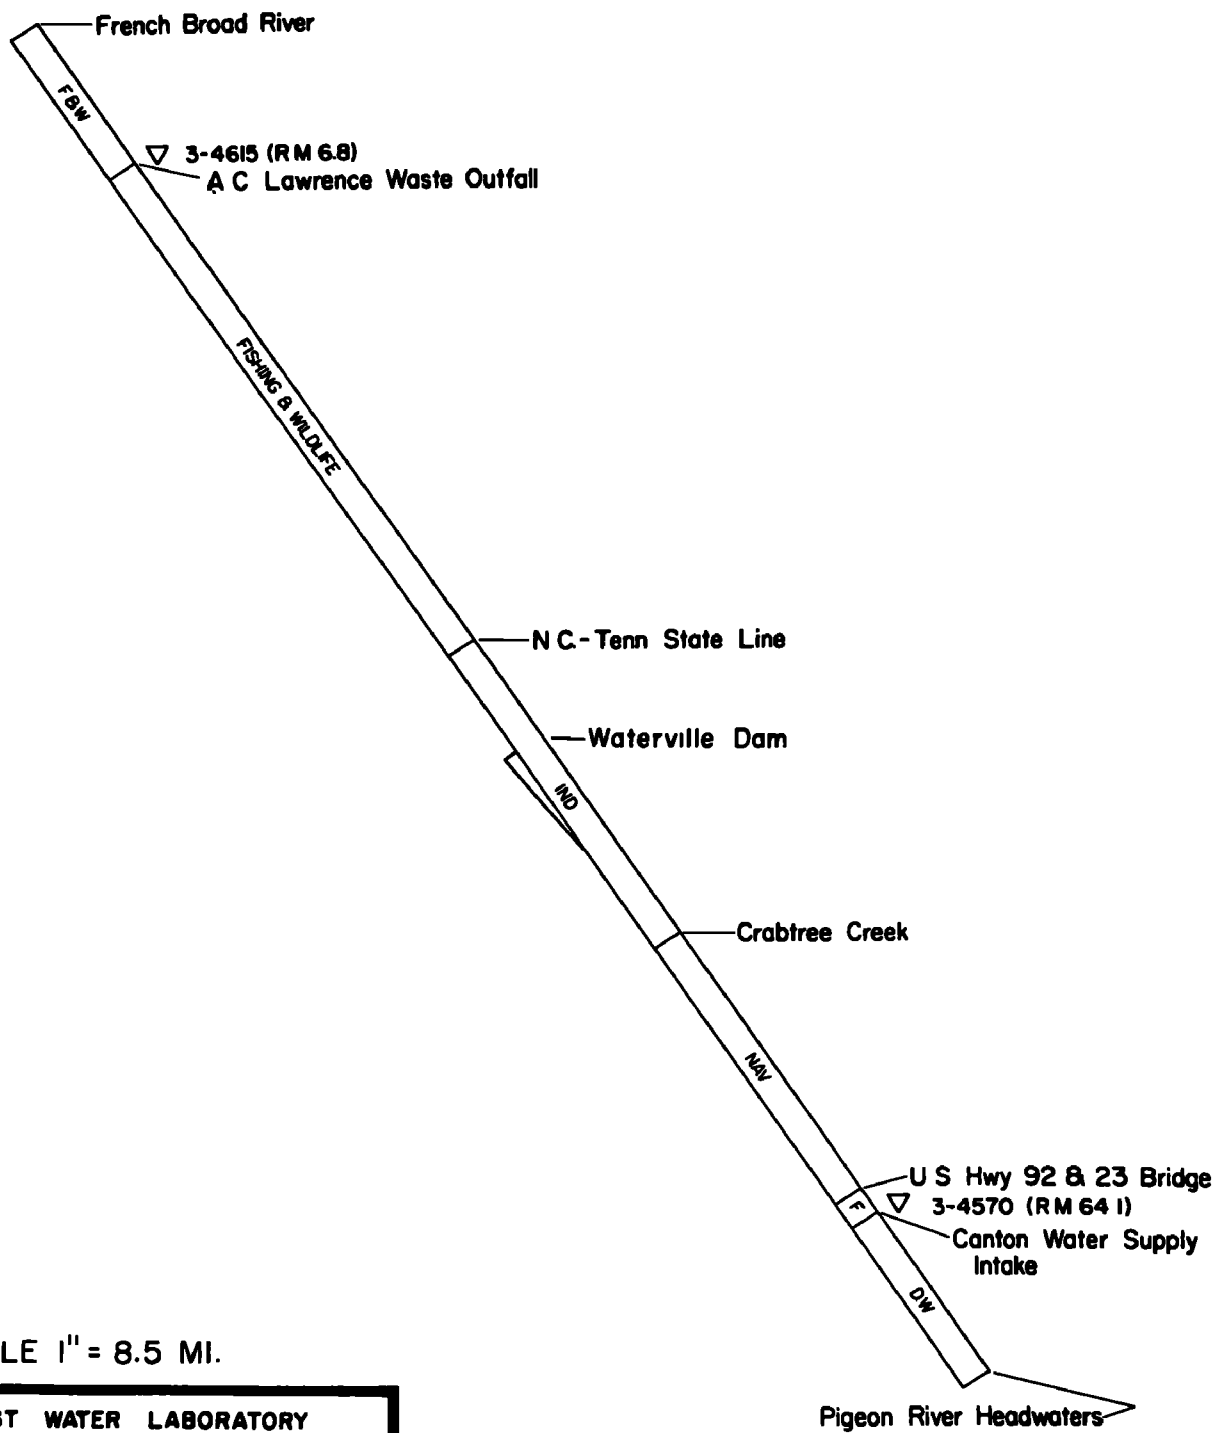 French Broad River
FBW
3-4615 (RM 6.8)
A C Lawrence Waste Outfall
FISHING & WILDLIFE
N C.-Tenn State Line
Waterville Dam
IND
Crabtree Creek
NAV
U S Hwy 92 & 23 Bridge
F
3-4570 (RM 64 1)
Canton Water Supply
Intake
DW
LE 1" = 8.5 MI.
ST WATER LABORATORY
Pigeon River Headwaters